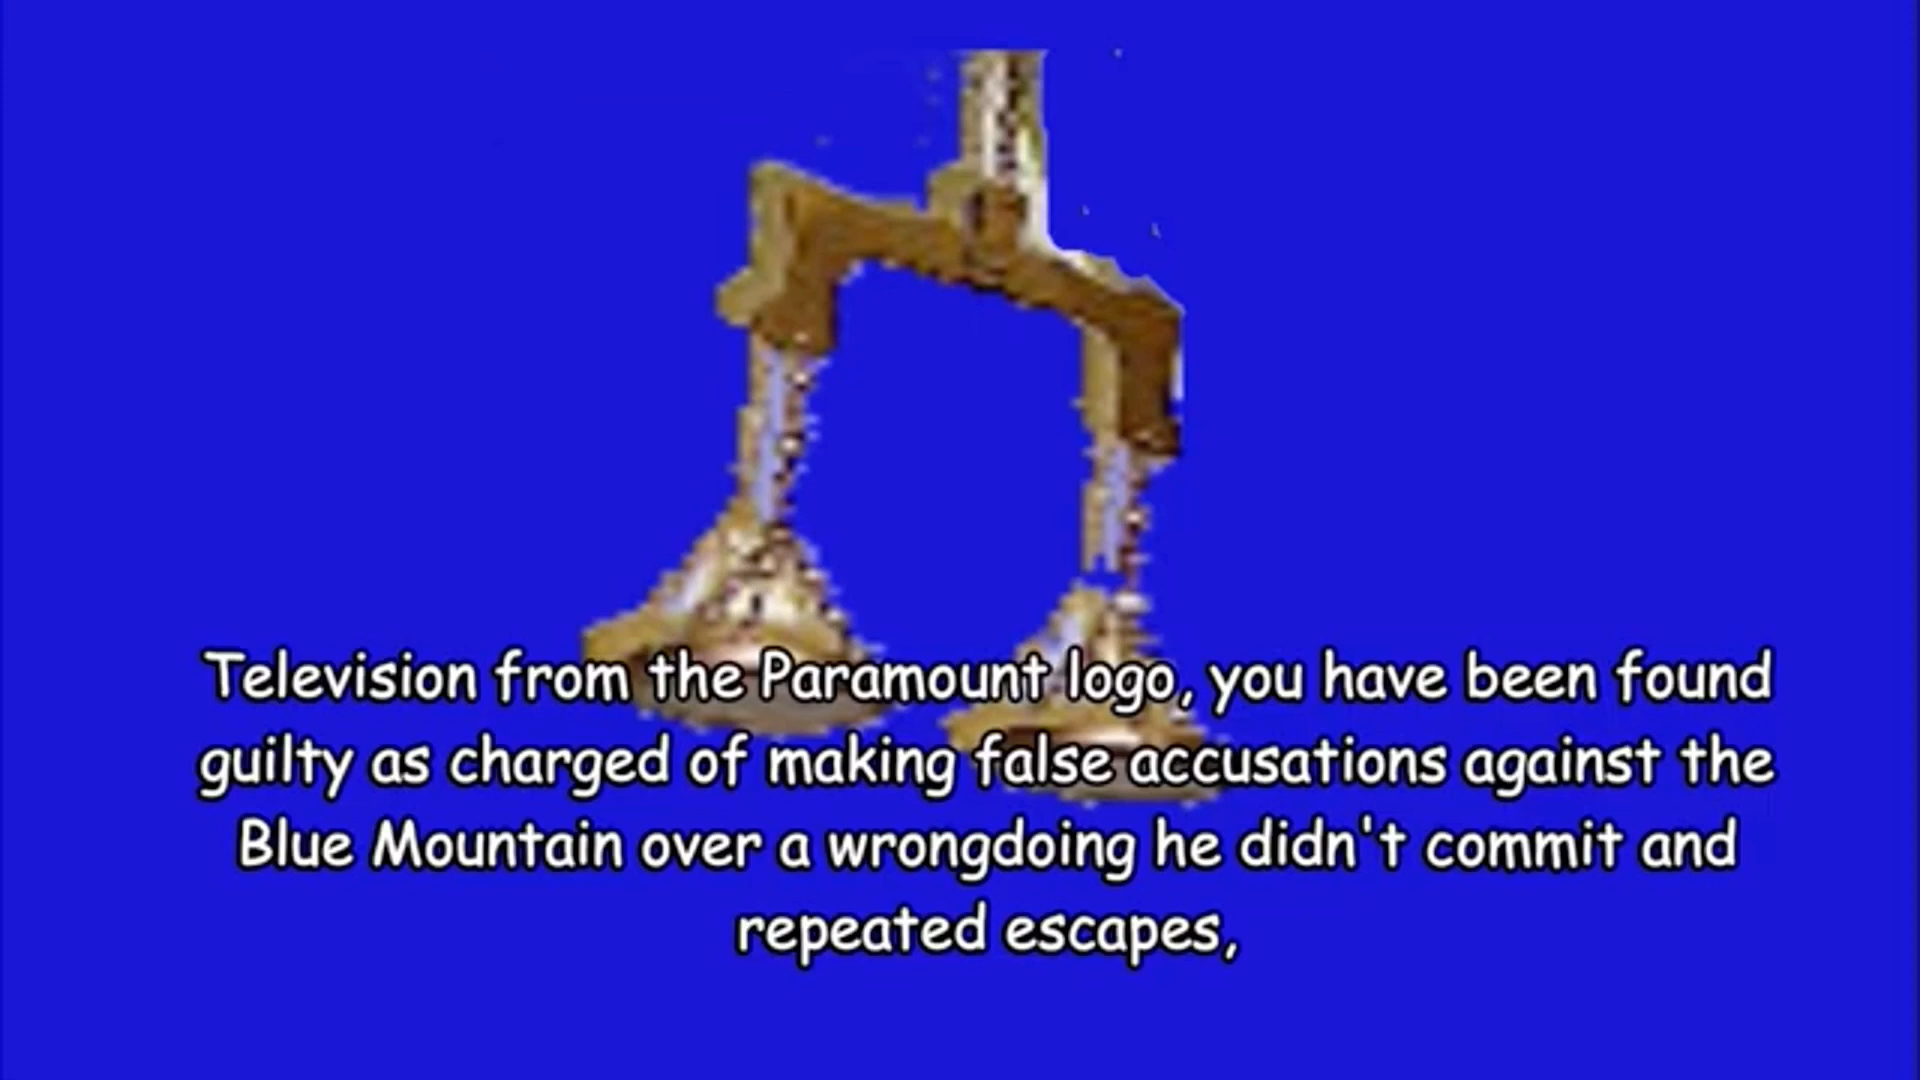 Television from the Paramount logo, you have been found
guilty as charged of making false accusations against the
Blue Mountain over a wrongdoing he didn't commit and
repeated escapes,